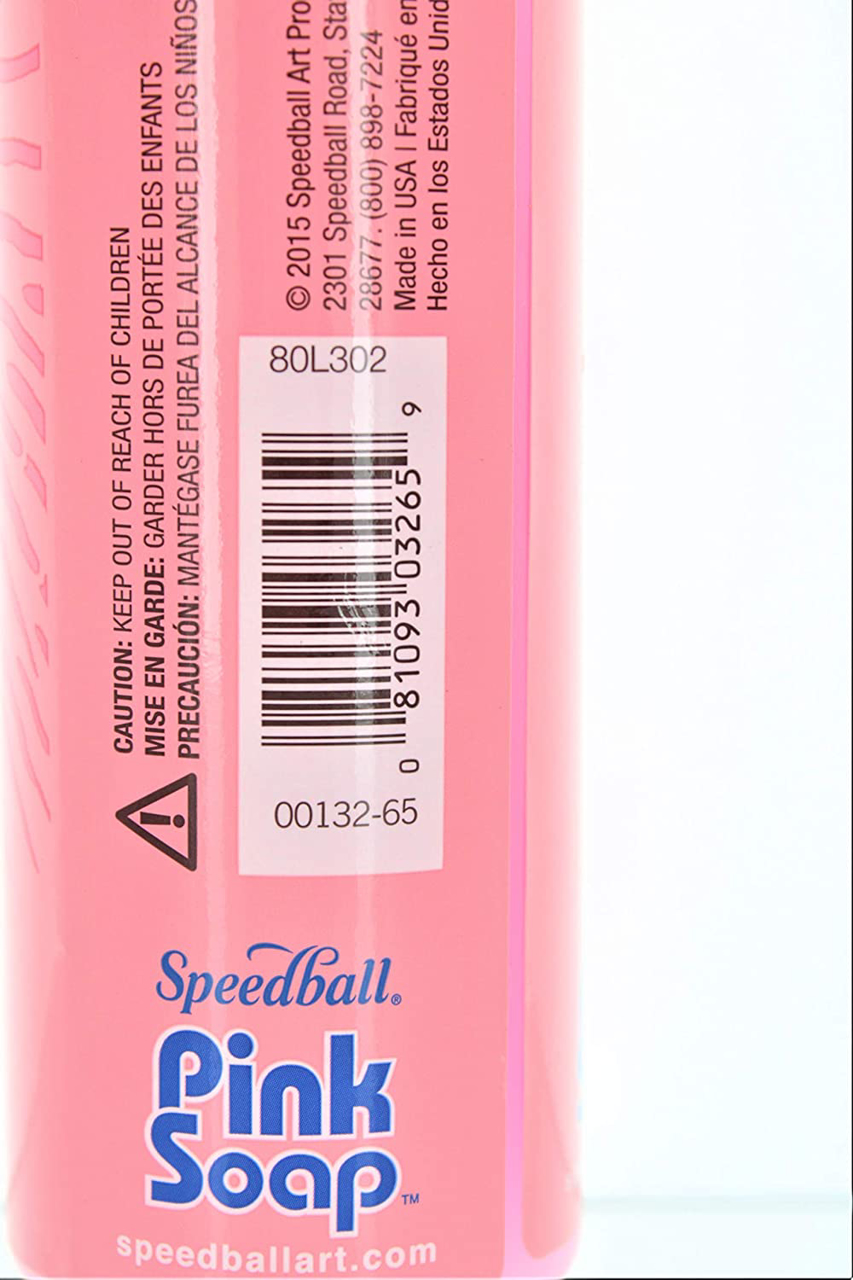 CAUTION: KEEP OUT OF REACH OF CHILDREN
MISE EN GARDE: GARDER HORS DE PORTÉE DES ENFANTS
PRECAUCIÓN: MANTÉGASE FUREA DEL ALCANCE DE LOS NIÑOS
© 2015 Speedball Art Pro
2301 Speedball Road, Sta
28677. (800) 898-7224
Made in USA | Fabriqué en
Hecho en los Estados Unid
80L302
0 81093 03265 9
00132-65
Speedball®
Pink
Soap™
speedballart.com